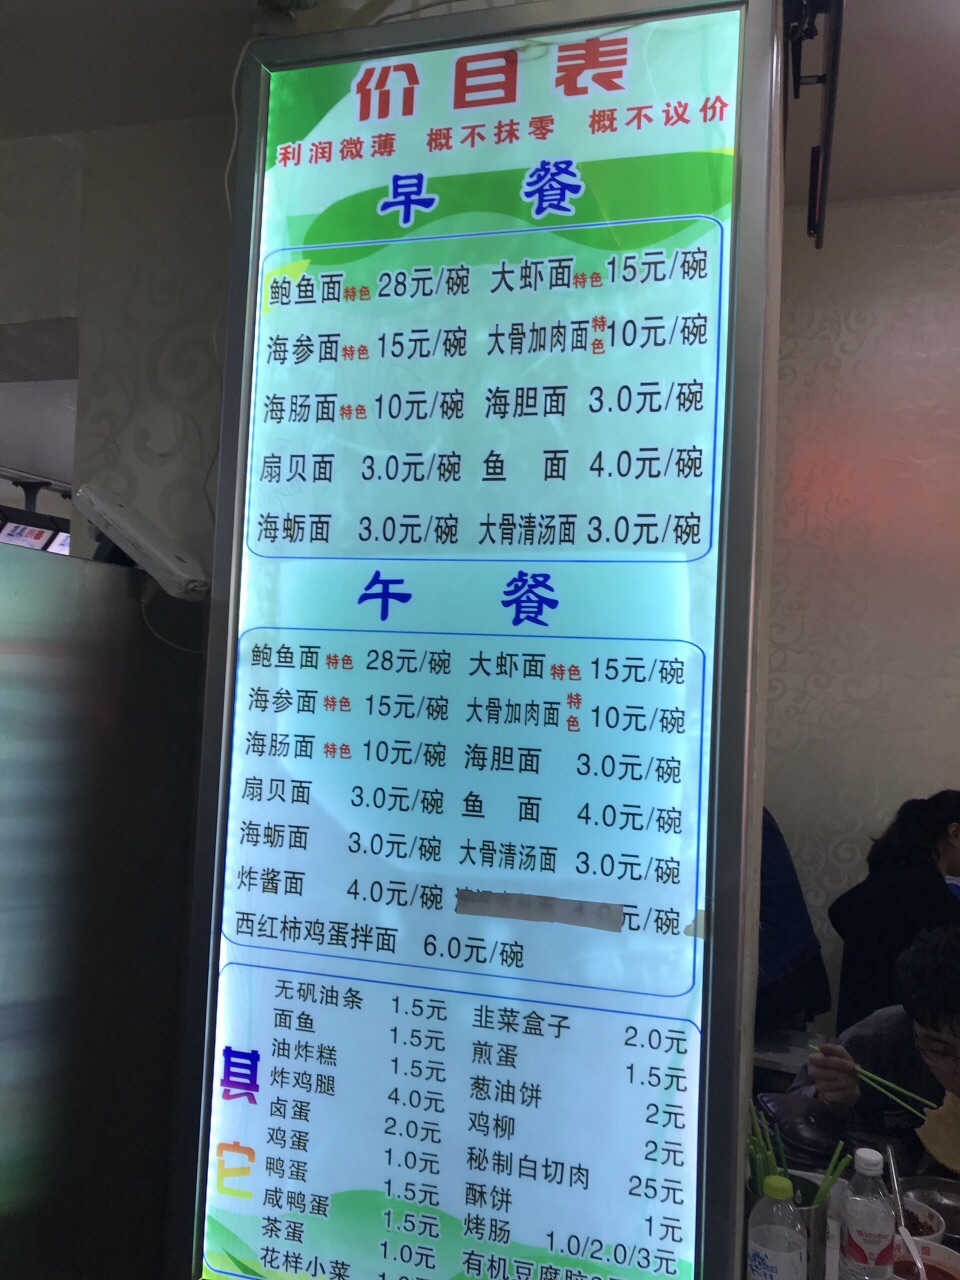 价目表
利润微薄 概不抹零 概不议价
早 餐
鲍鱼面特色 28元/碗 大虾面特色 15元/碗
海参面特色 15元/碗 大骨加肉面特色 10元/碗
海肠面特色 10元/碗 海胆面 3.0元/碗
扇贝面 3.0元/碗 鱼 面 4.0元/碗
海蛎面 3.0元/碗 大骨清汤面 3.0元/碗
午 餐
鲍鱼面特色 28元/碗 大虾面特色 15元/碗
海参面特色 15元/碗 大骨加肉面特色 10元/碗
海肠面特色 10元/碗 海胆面 3.0元/碗
扇贝面 3.0元/碗 鱼 面 4.0元/碗
海蛎面 3.0元/碗 大骨清汤面 3.0元/碗
炸酱面 4.0元/碗 元/碗
西红柿鸡蛋拌面 6.0元/碗
其它
无矾油条 1.5元 韭菜盒子 2.0元
面鱼 1.5元 煎蛋 1.5元
油炸糕 1.5元 葱油饼 2元
炸鸡腿 4.0元 鸡柳 2元
卤蛋 2.0元 秘制白切肉 25元
鸡蛋 1.0元 酥饼 1元
鸭蛋 1.5元 烤肠 1.0/2.0/3元
咸鸭蛋 1.5元 有机豆腐脑
茶蛋 1.0元
花样小菜